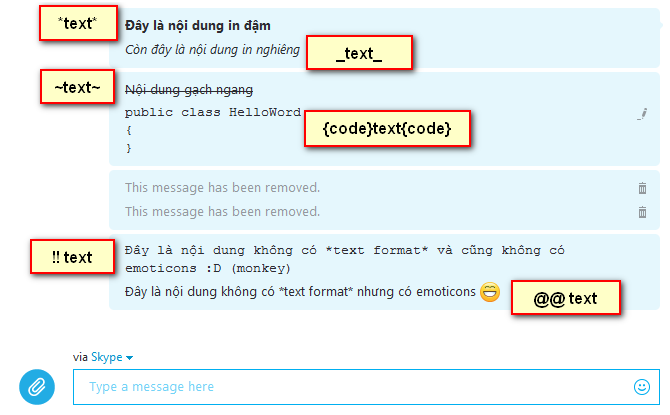 *text*
Đây là nội dung in đậm
Còn đây là nội dung in nghiêng
_text_
~text~
Nội dung gạch ngang
public class HelloWord
{
}
{code}text{code}
This message has been removed.
This message has been removed.
!! text
Đây là nội dung không có *text format* và cũng không có
emoticons :D (monkey)
Đây là nội dung không có *text format* nhưng có emoticons
@@ text
via Skype
Type a message here